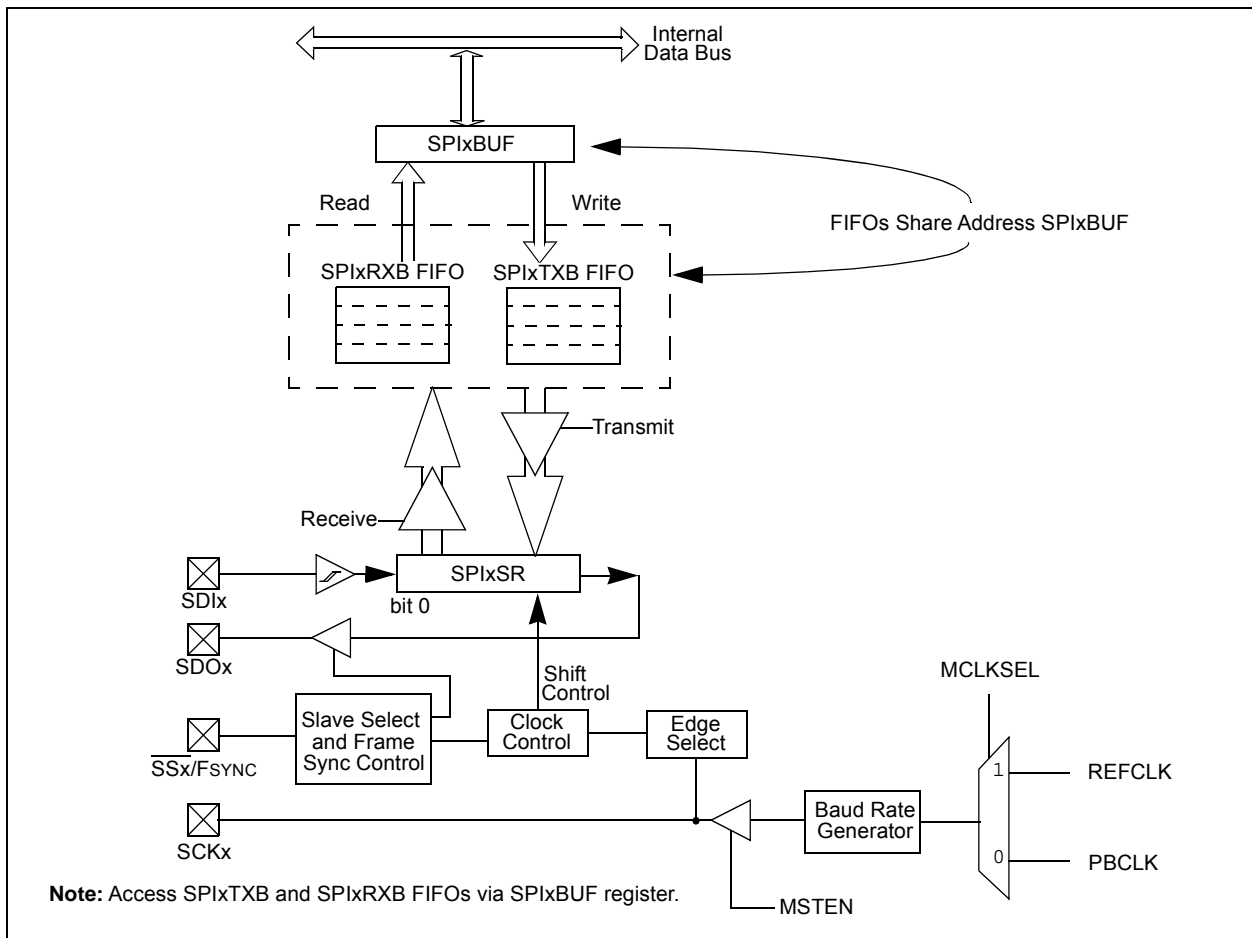 Internal
Data Bus
SPIxBUF
Read
Write
FIFOs Share Address SPIxBUF
SPIxRXB FIFO
SPIxTXB FIFO
Transmit
Receive
SPIxSR
SDIx
bit 0
SDOx
Shift
Control
MCLKSEL
Slave Select
and Frame
Sync Control
Clock
Control
Edge
Select
SSx/FSYNC
1
REFCLK
Baud Rate
Generator
SCKx
0
PBCLK
Note: Access SPIxTXB and SPIxRXB FIFOs via SPIxBUF register.
MSTEN